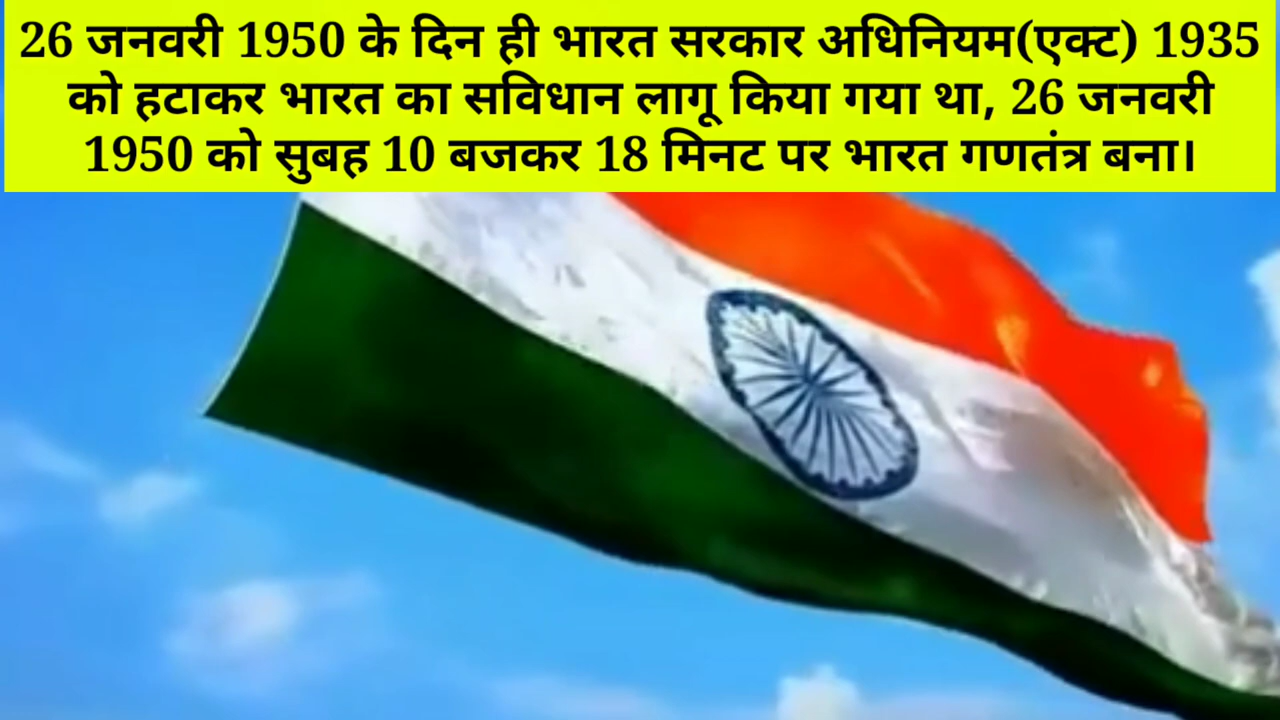 26 जनवरी 1950 के दिन ही भारत सरकार अधिनियम(एक्ट) 1935
को हटाकर भारत का सविधान लागू किया गया था, 26 जनवरी
1950 को सुबह 10 बजकर 18 मिनट पर भारत गणतंत्र बना।